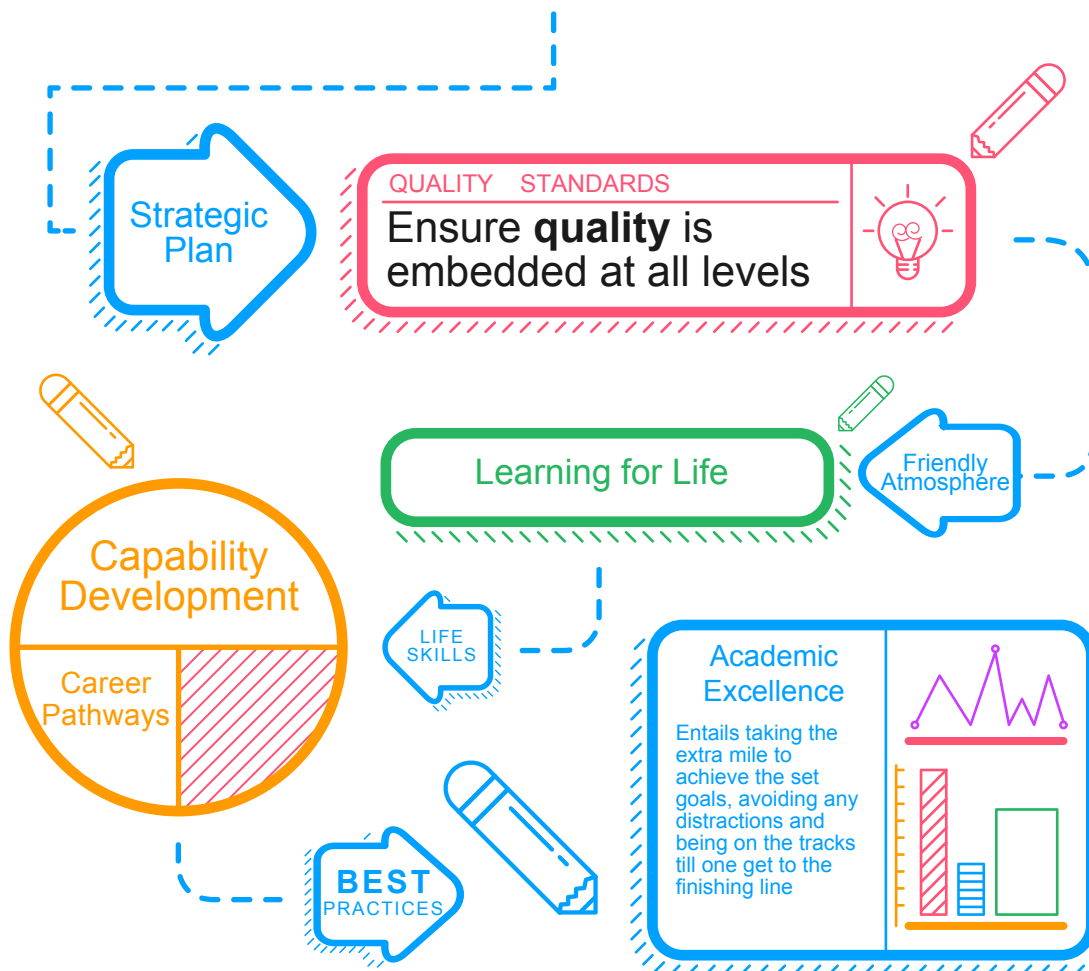 Strategic
Plan
QUALITY STANDARDS
Ensure quality is
embedded at all levels
Friendly
Atmosphere
Learning for Life
LIFE
SKILLS
Capability
Development
Career
Pathways
BEST
PRACTICES
Academic
Excellence
Entails taking the
extra mile to
achieve the set
goals, avoiding any
distractions and
being on the tracks
till one get to the
finishing line